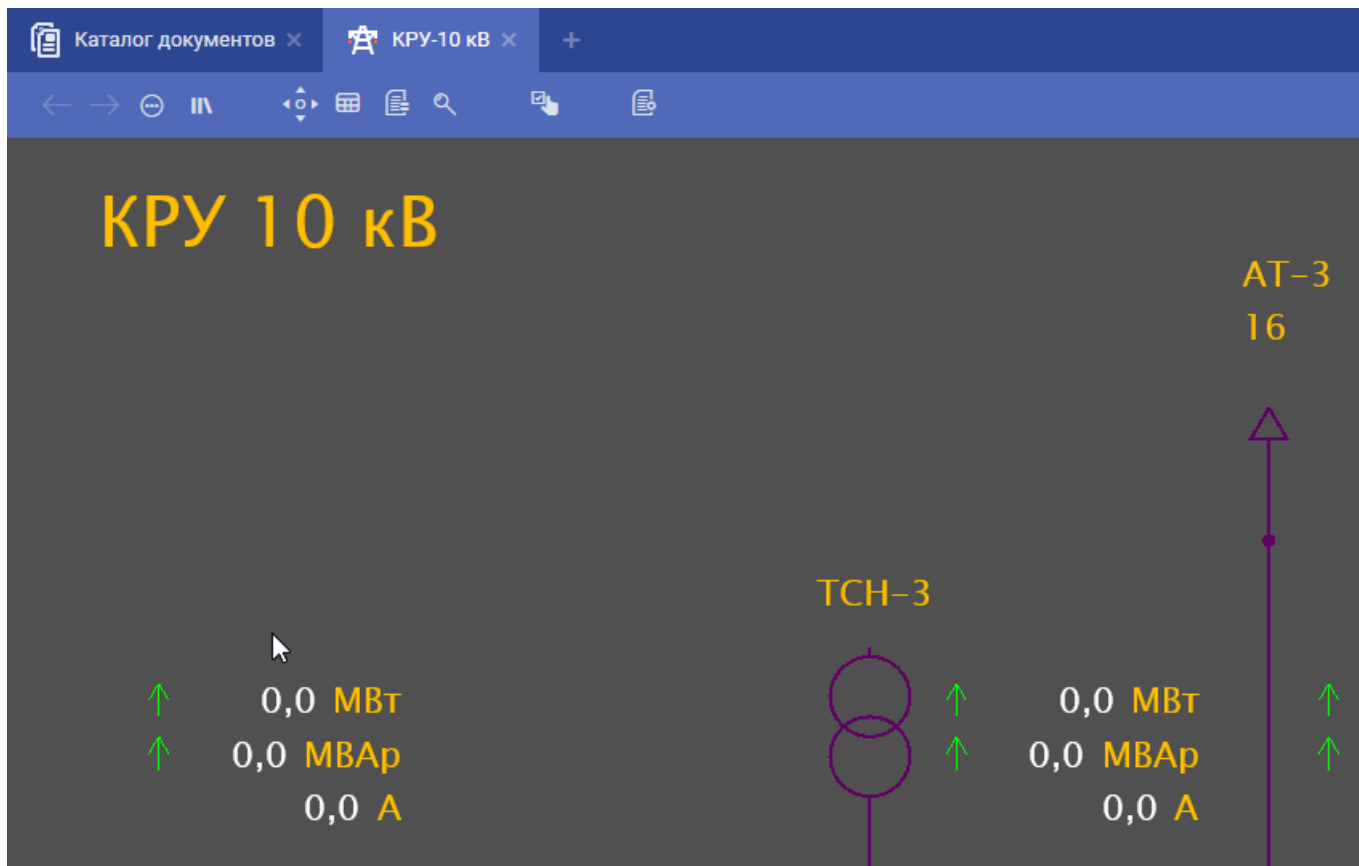 Каталог документов
КРУ-10 кВ
КРУ 10 кВ
АТ-3
16
ТСН-3
0,0 МВт
0,0 МВАр
0,0 А
0,0 МВт
0,0 МВАр
0,0 А